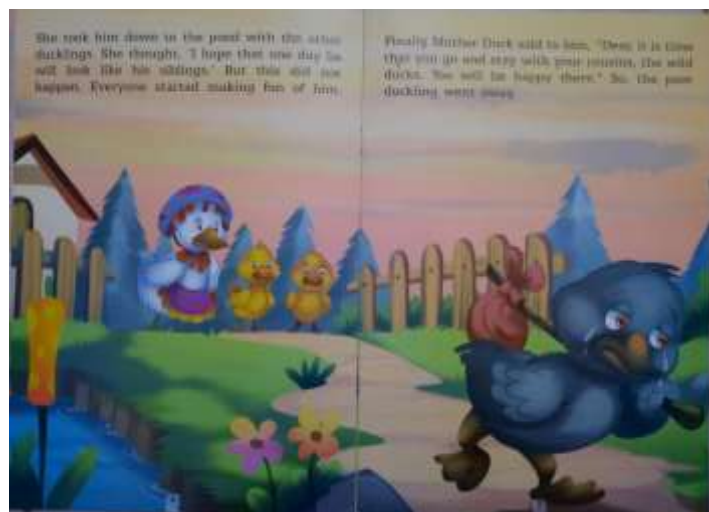 She took him down to the pond with the other
ducklings. She thought, 'I hope that one day he
will look like his siblings.' But this did not
happen. Everyone started making fun of him.
Finally Mother Duck said to him, "Dear, it is time
that you go and stay with your cousins, the wild
ducks. You will be happy there." So, the poor
duckling went away.